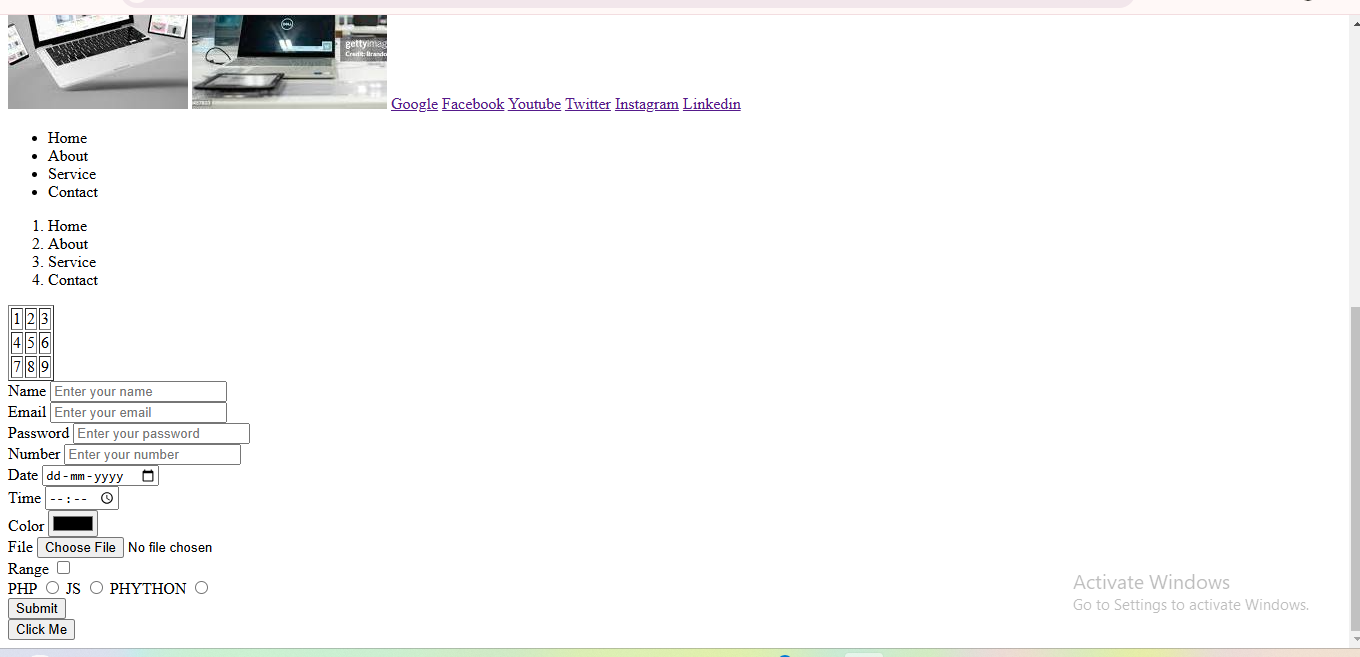 DELL
gettyimag
Credit: Brando
Google Facebook Youtube Twitter Instagram Linkedin
Home
About
Service
Contact
1. Home
2. About
3. Service
4. Contact
1 2 3
4 5 6
7 8 9
Name Enter your name
Email Enter your email
Password Enter your password
Number Enter your number
Date dd-mm-yyyy
Time --:--
Color
File Choose File No file chosen
Range
PHP JS PHYTHON
Submit
Click Me
Activate Windows
Go to Settings to activate Windows.